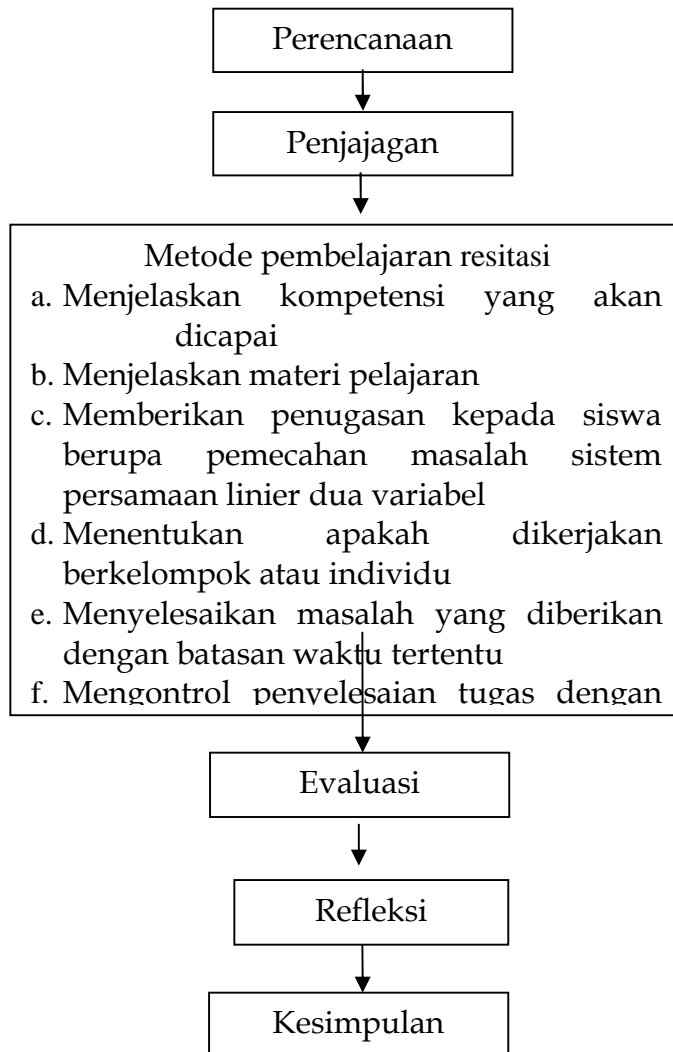 Perencanaan
Penjajagan
Metode pembelajaran resitasi
a. Menjelaskan kompetensi yang akan
dicapai
b. Menjelaskan materi pelajaran
c. Memberikan penugasan kepada siswa
berupa pemecahan masalah sistem
persamaan linier dua variabel
d. Menentukan apakah dikerjakan
berkelompok atau individu
e. Menyelesaikan masalah yang diberikan
dengan batasan waktu tertentu
f. Mengontrol penyelesaian tugas dengan
Evaluasi
Refleksi
Kesimpulan